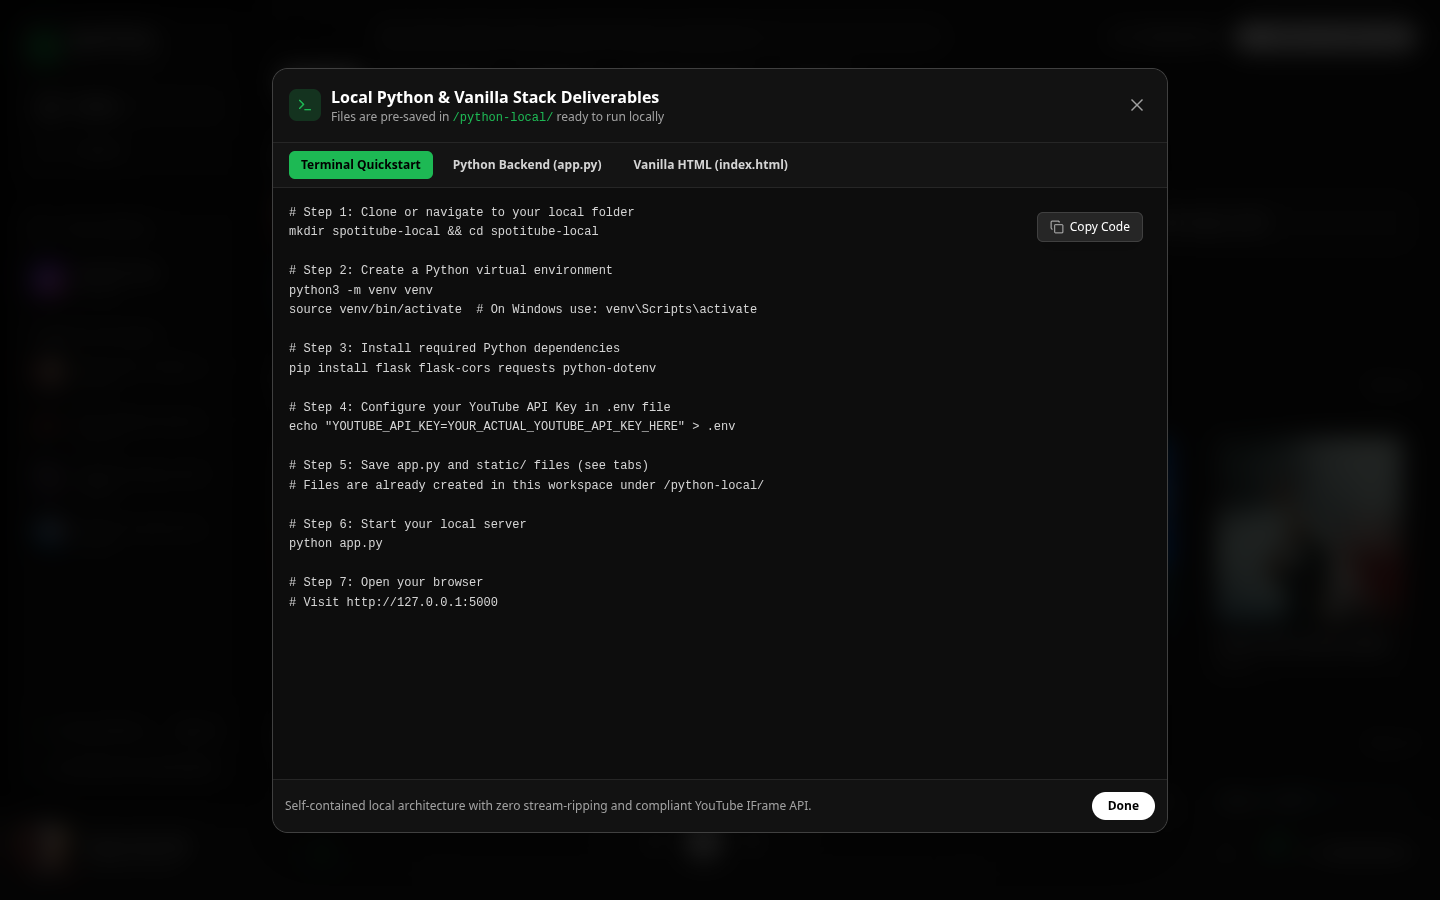 Local Python & Vanilla Stack Deliverables
Files are pre-saved in /python-local/ ready to run locally
Terminal Quickstart
Python Backend (app.py)
Vanilla HTML (index.html)
Copy Code
# Step 1: Clone or navigate to your local folder
mkdir spotitube-local && cd spotitube-local
# Step 2: Create a Python virtual environment
python3 -m venv venv
source venv/bin/activate  # On Windows use: venv\Scripts\activate
# Step 3: Install required Python dependencies
pip install flask flask-cors requests python-dotenv
# Step 4: Configure your YouTube API Key in .env file
echo "YOUTUBE_API_KEY=YOUR_ACTUAL_YOUTUBE_API_KEY_HERE" > .env
# Step 5: Save app.py and static/ files (see tabs)
# Files are already created in this workspace under /python-local/
# Step 6: Start your local server
python app.py
# Step 7: Open your browser
# Visit http://127.0.0.1:5000
Self-contained local architecture with zero stream-ripping and compliant YouTube IFrame API.
Done